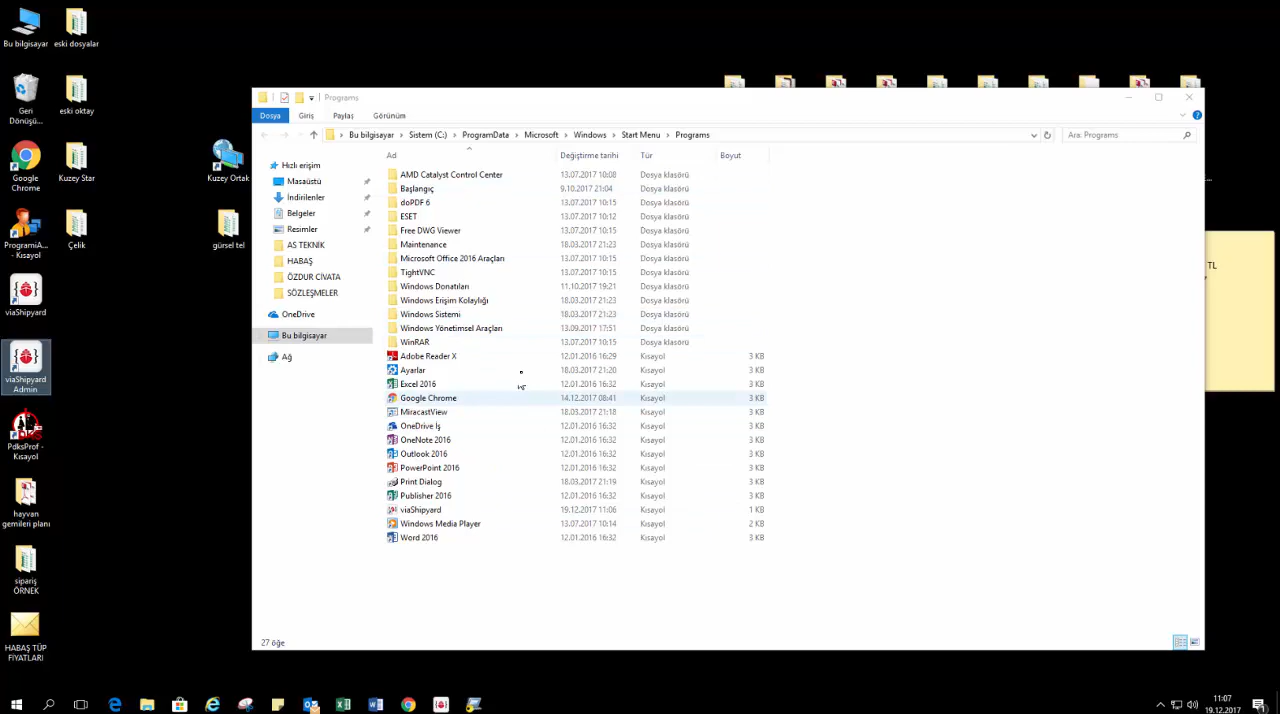 Bu bilgisayar
eski dosyalar
Geri
Dönüşü...
eski oktay
Google
Chrome
Kuzey Star
Kuzey Ortak
ProgramiA...
- Kısayol
Çelik
gürsel tel
viaShipyard
viaShipyard
Admin
PdksProf -
Kısayol
hayvan
gemileri planı
sipariş
ÖRNEK
HABAŞ TÜP
FİYATLARI
Programs
Dosya Giriş Paylaş Görünüm
Bu bilgisayar Sistem (C:) ProgramData Microsoft Windows Start Menu Programs
Ara: Programs
Hızlı erişim
Masaüstü
İndirilenler
Belgeler
Resimler
AS TEKNIK
HABAŞ
ÖZDUR CİVATA
SÖZLEŞMELER
OneDrive
Bu bilgisayar
Ağ
Ad Değiştirme tarihi Tür Boyut
AMD Catalyst Control Center 13.07.2017 10:08 Dosya klasörü
Başlangıç 9.10.2017 21:04 Dosya klasörü
doPDF 6 13.07.2017 10:15 Dosya klasörü
ESET 13.07.2017 10:12 Dosya klasörü
Free DWG Viewer 13.07.2017 10:15 Dosya klasörü
Maintenance 18.03.2017 21:23 Dosya klasörü
Microsoft Office 2016 Araçları 13.07.2017 10:15 Dosya klasörü
TightVNC 13.07.2017 10:15 Dosya klasörü
Windows Donatıları 11.10.2017 19:21 Dosya klasörü
Windows Erişim Kolaylığı 18.03.2017 21:23 Dosya klasörü
Windows Sistemi 18.03.2017 21:23 Dosya klasörü
Windows Yönetimsel Araçları 13.09.2017 17:51 Dosya klasörü
WinRAR 13.07.2017 10:15 Dosya klasörü
Adobe Reader X 12.01.2016 16:29 Kısayol 3 KB
Ayarlar 18.03.2017 21:20 Kısayol 3 KB
Excel 2016 12.01.2016 16:32 Kısayol 3 KB
Google Chrome 14.12.2017 08:41 Kısayol 3 KB
MiracastView 18.03.2017 21:18 Kısayol 3 KB
OneDrive İş 12.01.2016 16:32 Kısayol 3 KB
OneNote 2016 12.01.2016 16:32 Kısayol 3 KB
Outlook 2016 12.01.2016 16:32 Kısayol 3 KB
PowerPoint 2016 12.01.2016 16:32 Kısayol 3 KB
Print Dialog 18.03.2017 21:19 Kısayol 3 KB
Publisher 2016 12.01.2016 16:32 Kısayol 3 KB
viaShipyard 19.12.2017 11:06 Kısayol 1 KB
Windows Media Player 13.07.2017 10:14 Kısayol 2 KB
Word 2016 12.01.2016 16:32 Kısayol 3 KB
27 öğe
TL
11:07
19.12.2017